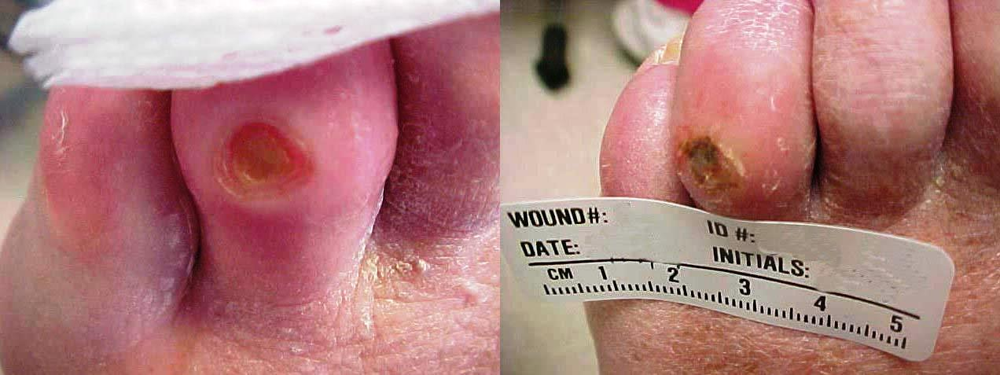 WOUND#:
ID #:
DATE:
INITIALS:
CM 1 2 3 4 5